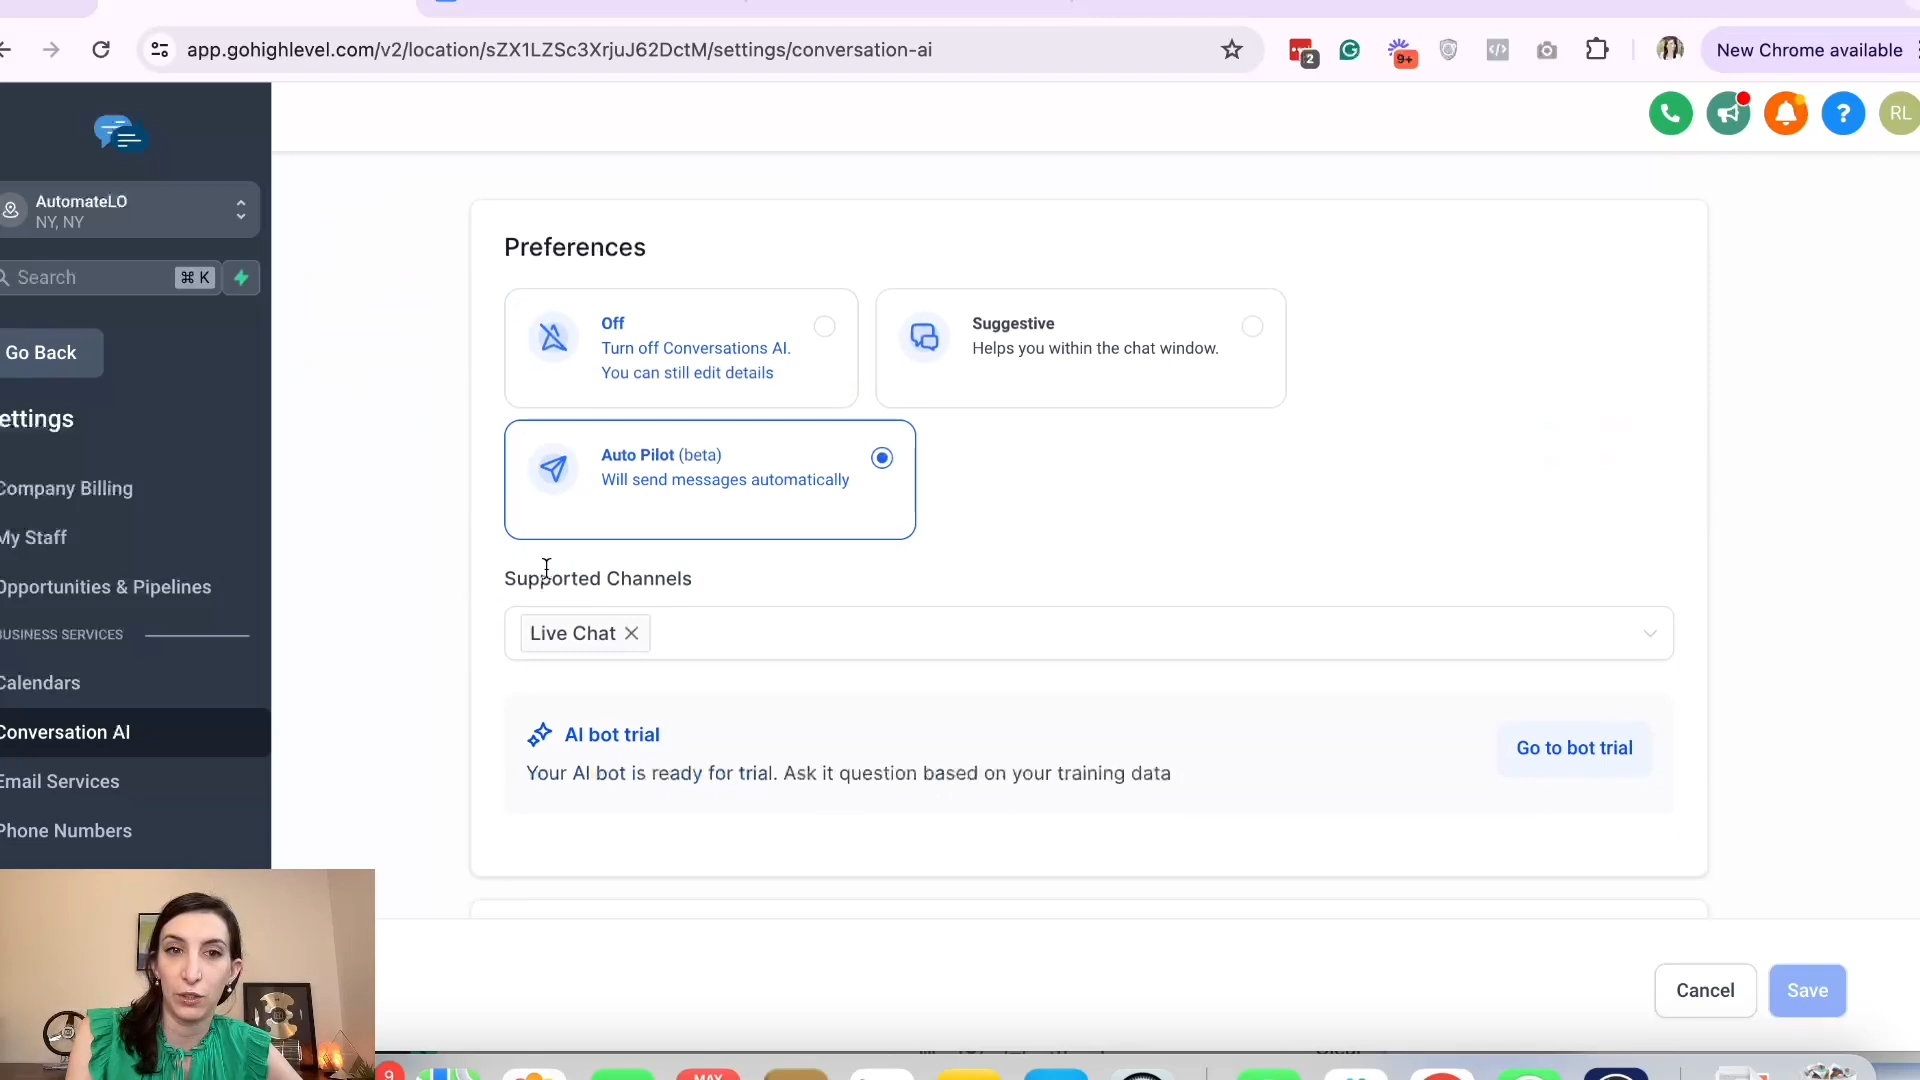 app.gohighlevel.com/v2/location/sZX1LZSc3XrjuJ62DctM/settings/conversation-ai
2
9+
New Chrome available
RL
AutomateLO
NY, NY
Search
⌘ K
Go Back
ettings
Company Billing
My Staff
Opportunities & Pipelines
BUSINESS SERVICES
Calendars
Conversation AI
Email Services
Phone Numbers
Preferences
Off
Turn off Conversations AI.
You can still edit details
Suggestive
Helps you within the chat window.
Auto Pilot (beta)
Will send messages automatically
Supported Channels
Live Chat
AI bot trial
Your AI bot is ready for trial. Ask it question based on your training data
Go to bot trial
Cancel
Save
9
MAY